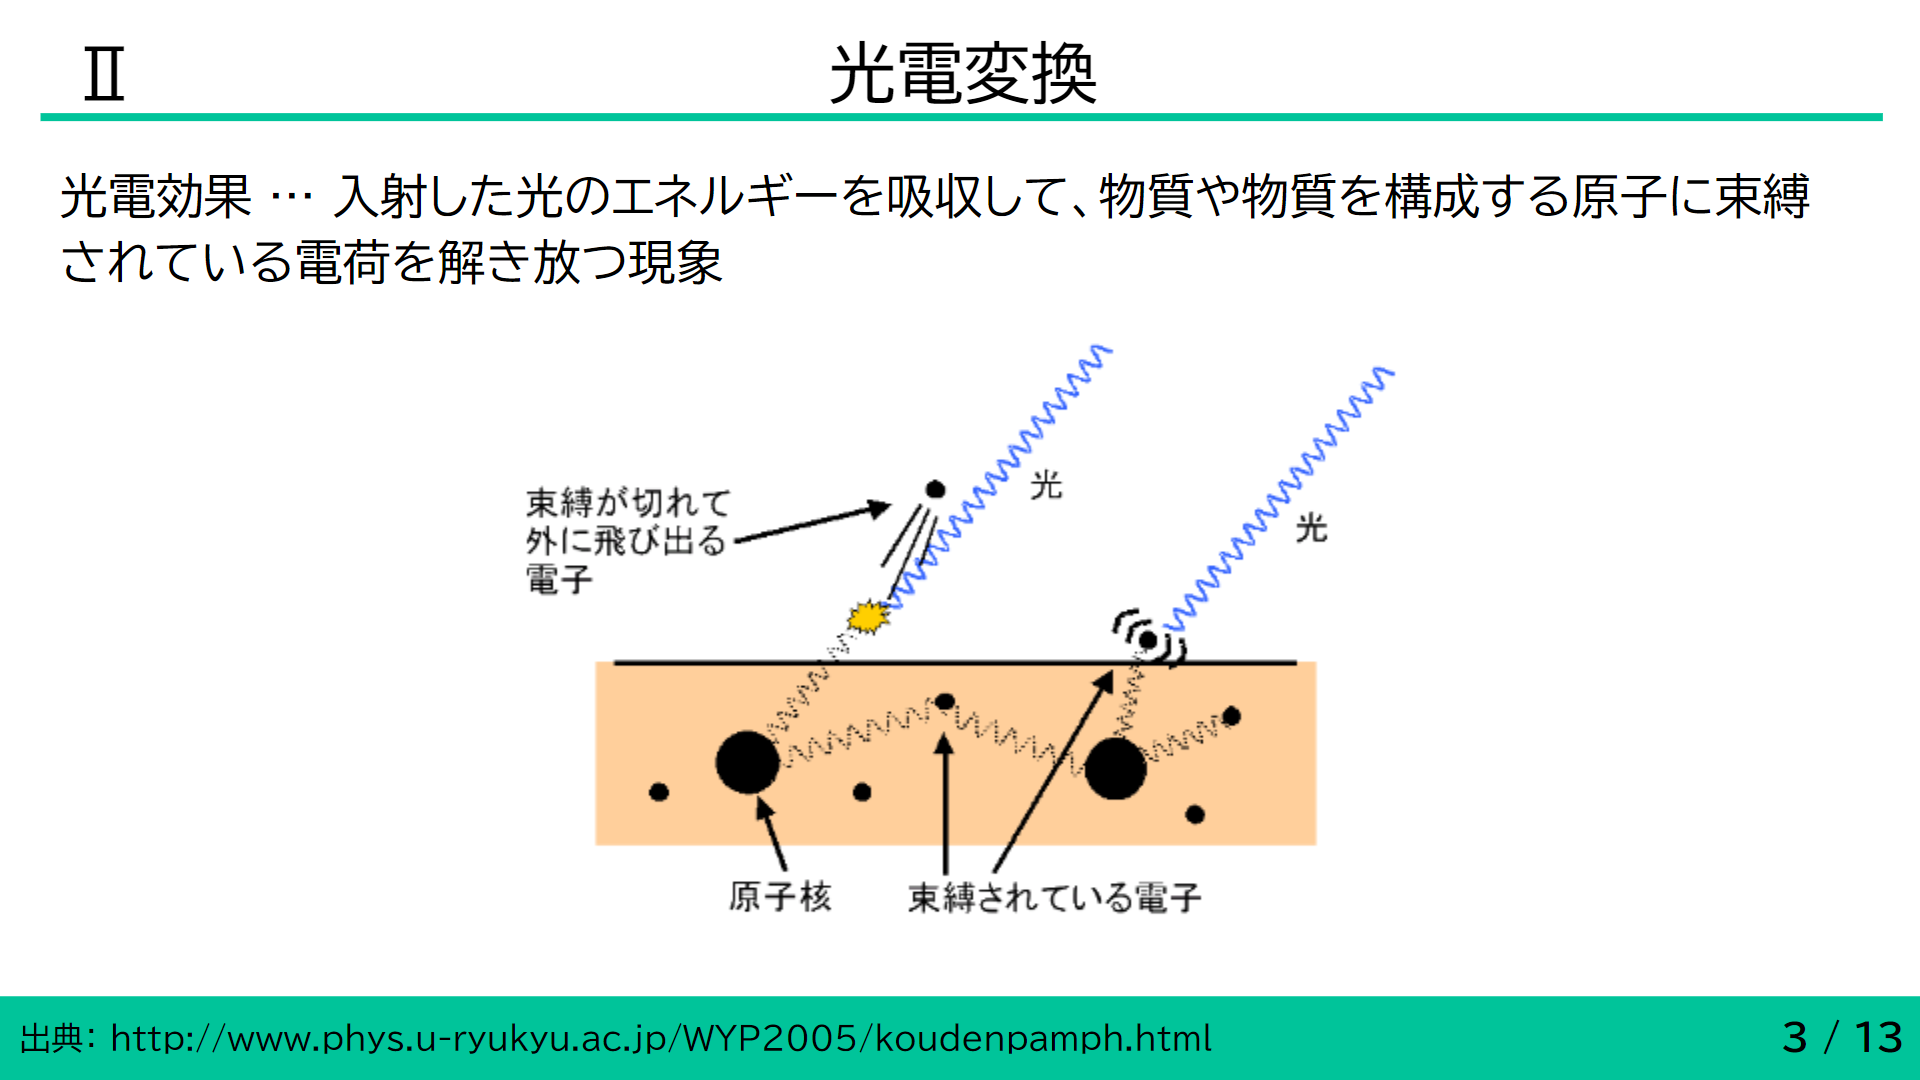 Ⅱ
光電変換
光電効果 … 入射した光のエネルギーを吸収して、物質や物質を構成する原子に束縛
されている電荷を解き放つ現象
束縛が切れて
外に飛び出る
電子
光
光
原子核
束縛されている電子
出典： http://www.phys.u-ryukyu.ac.jp/WYP2005/koudenpamph.html
3 / 13